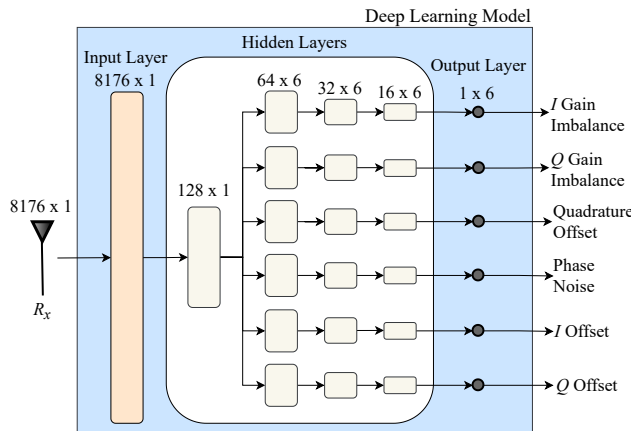 Deep Learning Model
Hidden Layers
Input Layer
8176 x 1
Output Layer
64 x 6
32 x 6
16 x 6
1 x 6
I Gain
Imbalance
Q Gain
Imbalance
128 x 1
8176 x 1
Quadrature
Offset
Phase
Noise
Rx
I Offset
Q Offset